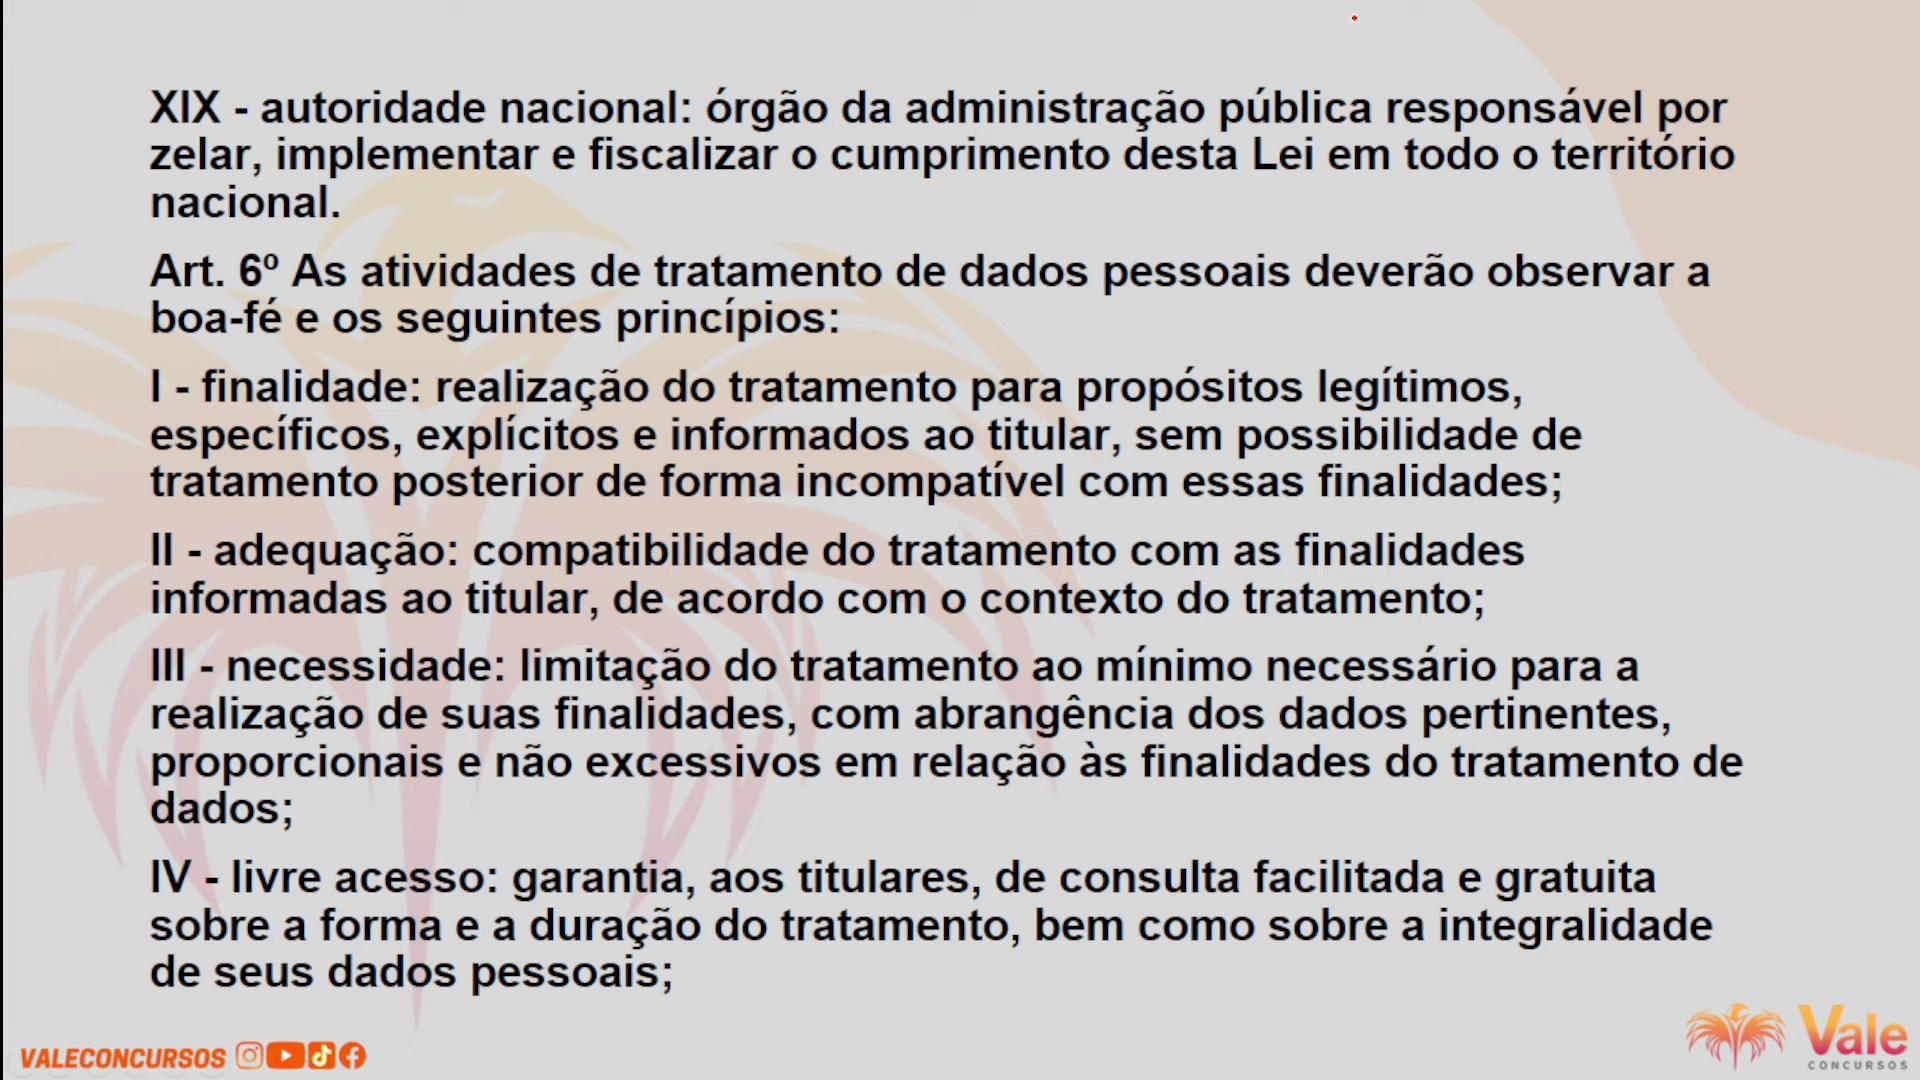 XIX - autoridade nacional: órgão da administração pública responsável por
zelar, implementar e fiscalizar o cumprimento desta Lei em todo o território
nacional.
Art. 6º As atividades de tratamento de dados pessoais deverão observar a
boa-fé e os seguintes princípios:
I - finalidade: realização do tratamento para propósitos legítimos,
específicos, explícitos e informados ao titular, sem possibilidade de
tratamento posterior de forma incompatível com essas finalidades;
II - adequação: compatibilidade do tratamento com as finalidades
informadas ao titular, de acordo com o contexto do tratamento;
III - necessidade: limitação do tratamento ao mínimo necessário para a
realização de suas finalidades, com abrangência dos dados pertinentes,
proporcionais e não excessivos em relação às finalidades do tratamento de
dados;
IV - livre acesso: garantia, aos titulares, de consulta facilitada e gratuita
sobre a forma e a duração do tratamento, bem como sobre a integralidade
de seus dados pessoais;
VALECONCURSOS
Vale
CONCURSOS